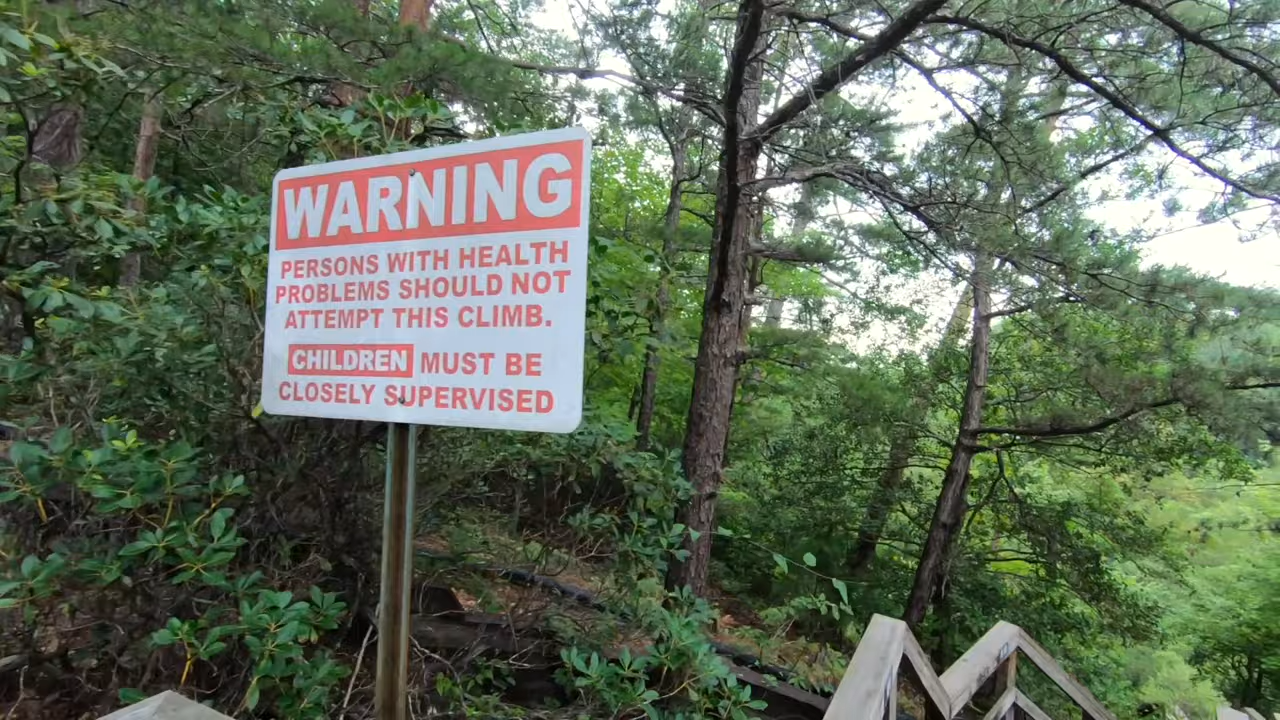 WARNING
PERSONS WITH HEALTH
PROBLEMS SHOULD NOT
ATTEMPT THIS CLIMB.
CHILDREN MUST BE
CLOSELY SUPERVISED